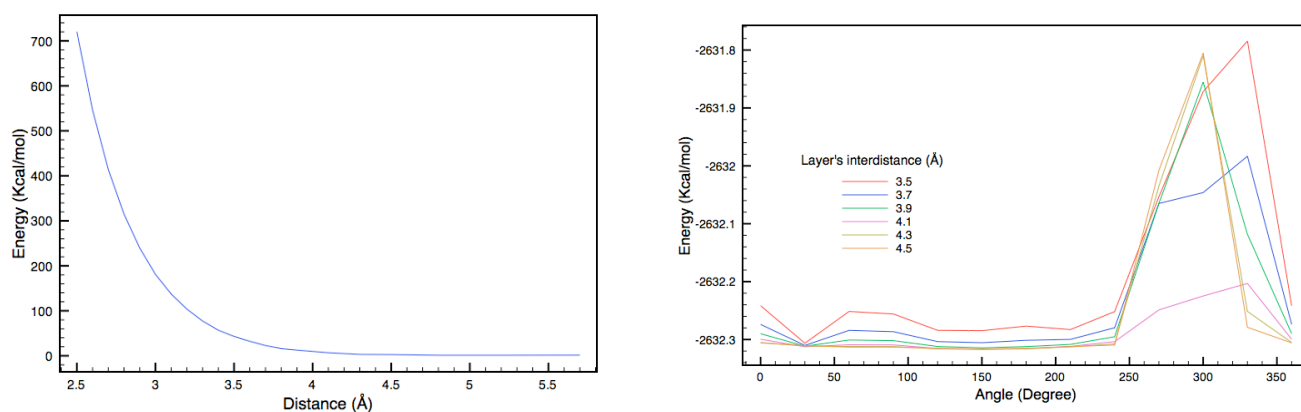 700
600
500
400
300
200
100
0
Energy (Kcal/mol)
2.5 3 3.5 4 4.5 5 5.5
Distance (Å)
-2631.8
-2631.9
-2632
-2632.1
-2632.2
-2632.3
Energy (Kcal/mol)
Layer's interdistance (Å)
3.5
3.7
3.9
4.1
4.3
4.5
0 50 100 150 200 250 300 350
Angle (Degree)